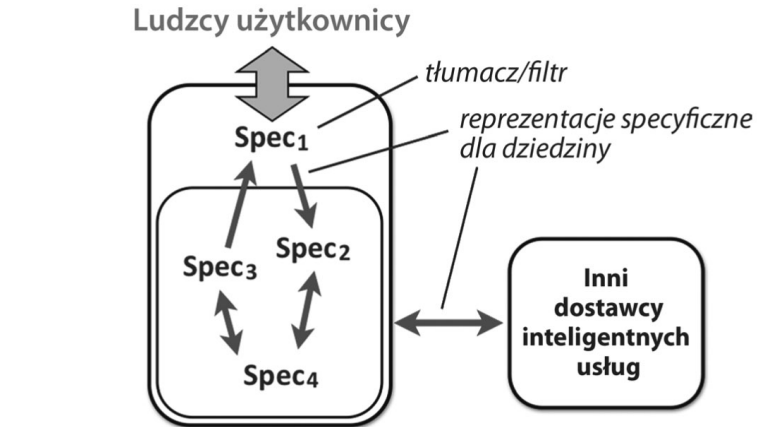 Ludzcy użytkownicy
tłumacz/filtr
reprezentacje specyficzne
dla dziedziny
Spec₁
Spec₂
Spec₃
Spec₄
Inni
dostawcy
inteligentnych
usług